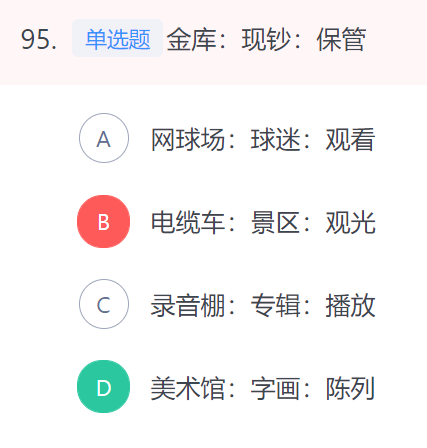 95. 单选题 金库：现钞：保管
A 网球场：球迷：观看
B 电缆车：景区：观光
C 录音棚：专辑：播放
D 美术馆：字画：陈列